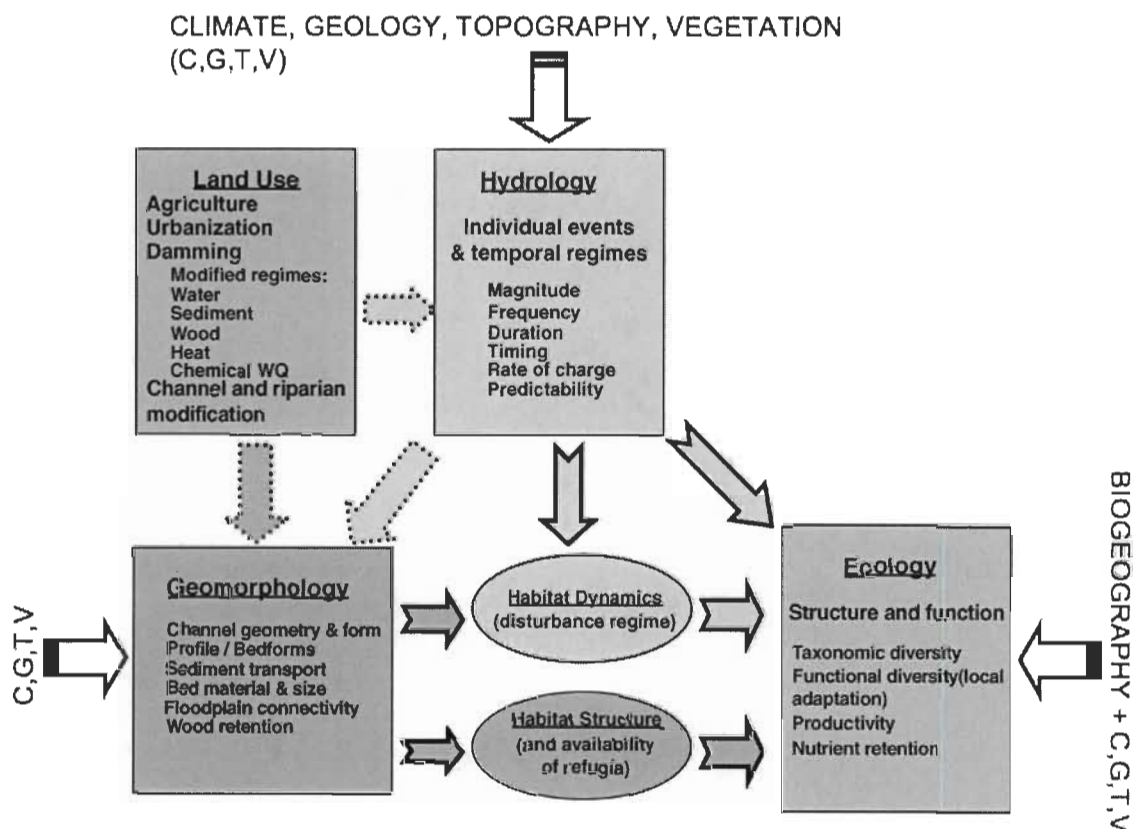 CLIMATE, GEOLOGY, TOPOGRAPHY, VEGETATION
(C,G,T,V)
Land Use
Agriculture
Urbanization
Damming
Modified regimes:
Water
Sediment
Wood
Heat
Chemical WQ
Channel and riparian
modification
Hydrology
Individual events
& temporal regimes
Magnitude
Frequency
Duration
Timing
Rate of charge
Predictability
C,G,T,V
Geomorphology
Channel geometry & form
Profile / Bedforms
Sediment transport
Bed material & size
Floodplain connectivity
Wood retention
Habitat Dynamics
(disturbance regime)
Habitat Structure
(and availability
of refugia)
Ecology
Structure and function
Taxonomic diversity
Functional diversity(local
adaptation)
Productivity
Nutrient retention
BIOGEOGRAPHY + C,G,T,V